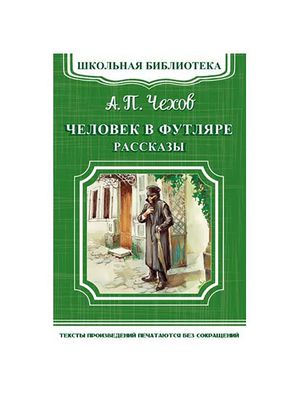 ШКОЛЬНАЯ БИБЛИОТЕКА
А. П. Чехов
ЧЕЛОВЕК В ФУТЛЯРЕ
РАССКАЗЫ
ТЕКСТЫ ПРОИЗВЕДЕНИЙ ПЕЧАТАЮТСЯ БЕЗ СОКРАЩЕНИЙ